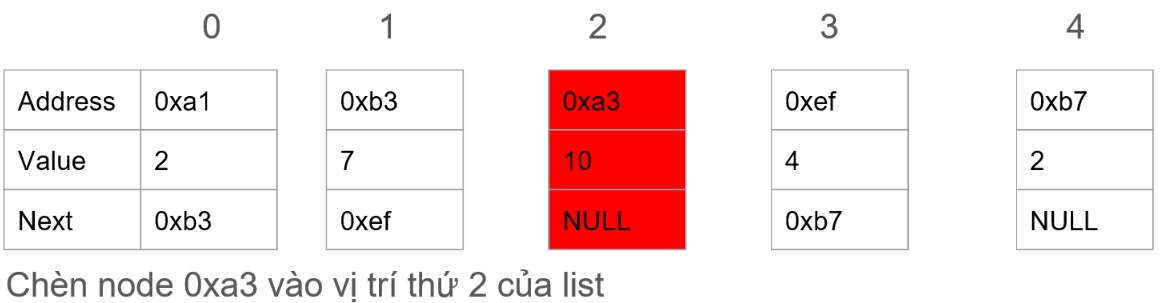 0 1 2 3 4
Address 0xa1 0xb3 0xa3 0xef 0xb7
Value 2 7 10 4 2
Next 0xb3 0xef NULL 0xb7 NULL
Chèn node 0xa3 vào vị trí thứ 2 của list